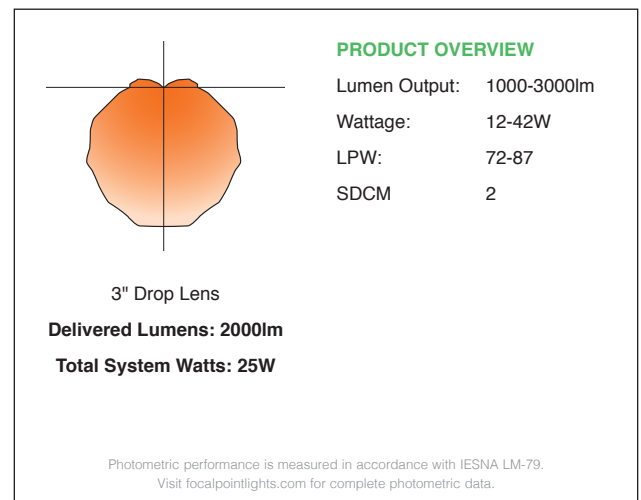 PRODUCT OVERVIEW
Lumen Output: 1000-3000lm
Wattage: 12-42W
LPW: 72-87
SDCM 2
3" Drop Lens
Delivered Lumens: 2000lm
Total System Watts: 25W
Photometric performance is measured in accordance with IESNA LM-79.
Visit focalpointlights.com for complete photometric data.